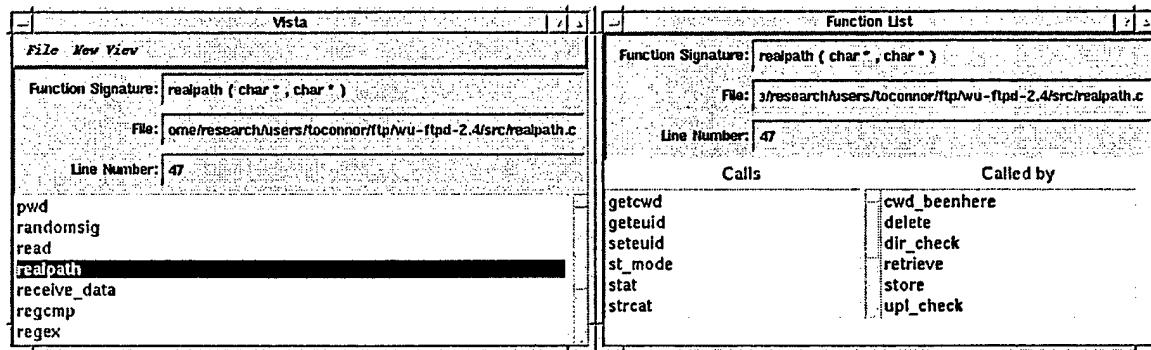 Vista
File New View
Function Signature: realpath ( char * , char * )
File: ome/research/users/toconnor/ftp/wu-ftpd-2.4/src/realpath.c
Line Number: 47
pwd
randomsig
read
realpath
receive_data
regcmp
regex
Function List
Function Signature: realpath ( char * , char * )
File: /research/users/toconnor/ftp/wu-ftpd-2.4/src/realpath.c
Line Number: 47
Calls
getcwd
geteuid
seteuid
st_mode
stat
strcat
Called by
cwd_beenhere
delete
dir_check
retrieve
store
upl_check